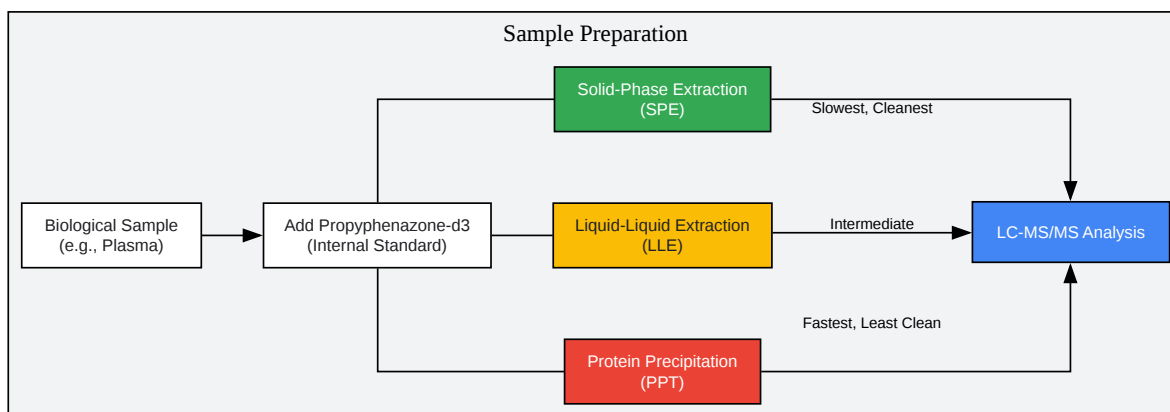 Sample Preparation
Solid-Phase Extraction
(SPE)
Slowest, Cleanest
Biological Sample
(e.g., Plasma)
Add Propyphenazone-d3
(Internal Standard)
Liquid-Liquid Extraction
(LLE)
Intermediate
LC-MS/MS Analysis
Fastest, Least Clean
Protein Precipitation
(PPT)